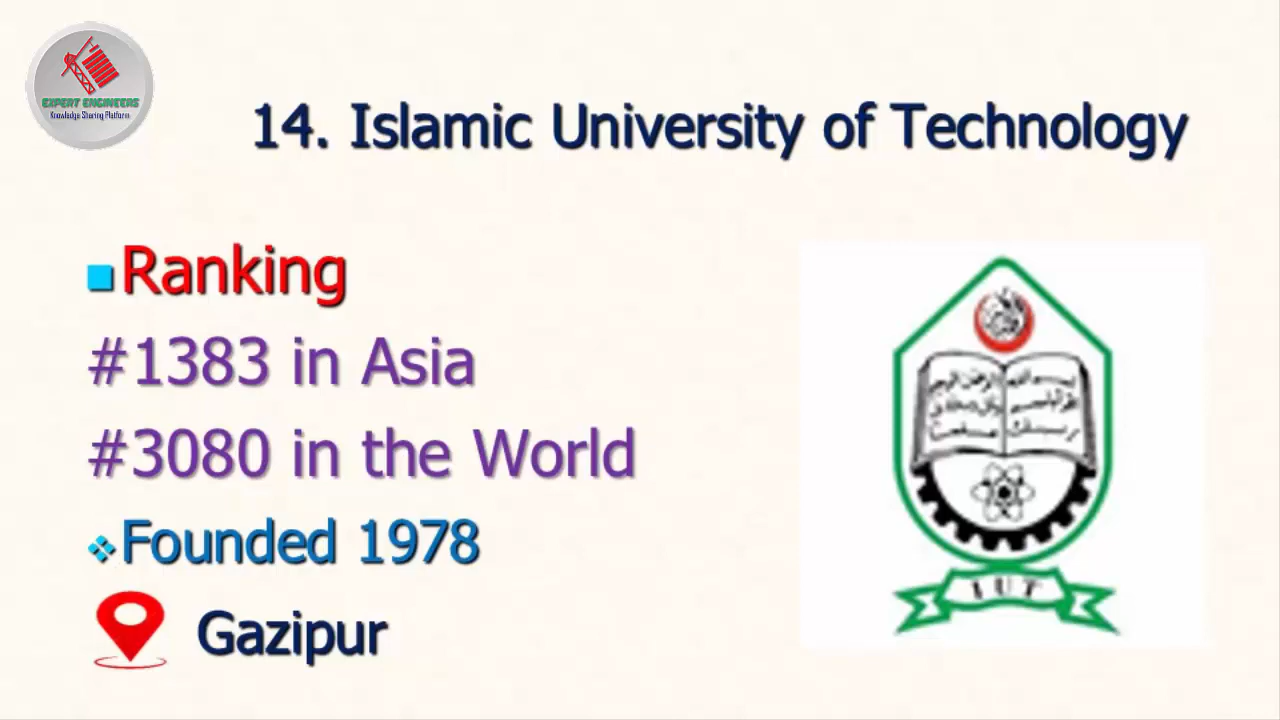 EXPERT ENGINEERS
Knowledge Sharing Platform
14. Islamic University of Technology
Ranking
#1383 in Asia
#3080 in the World
Founded 1978
Gazipur
IUT